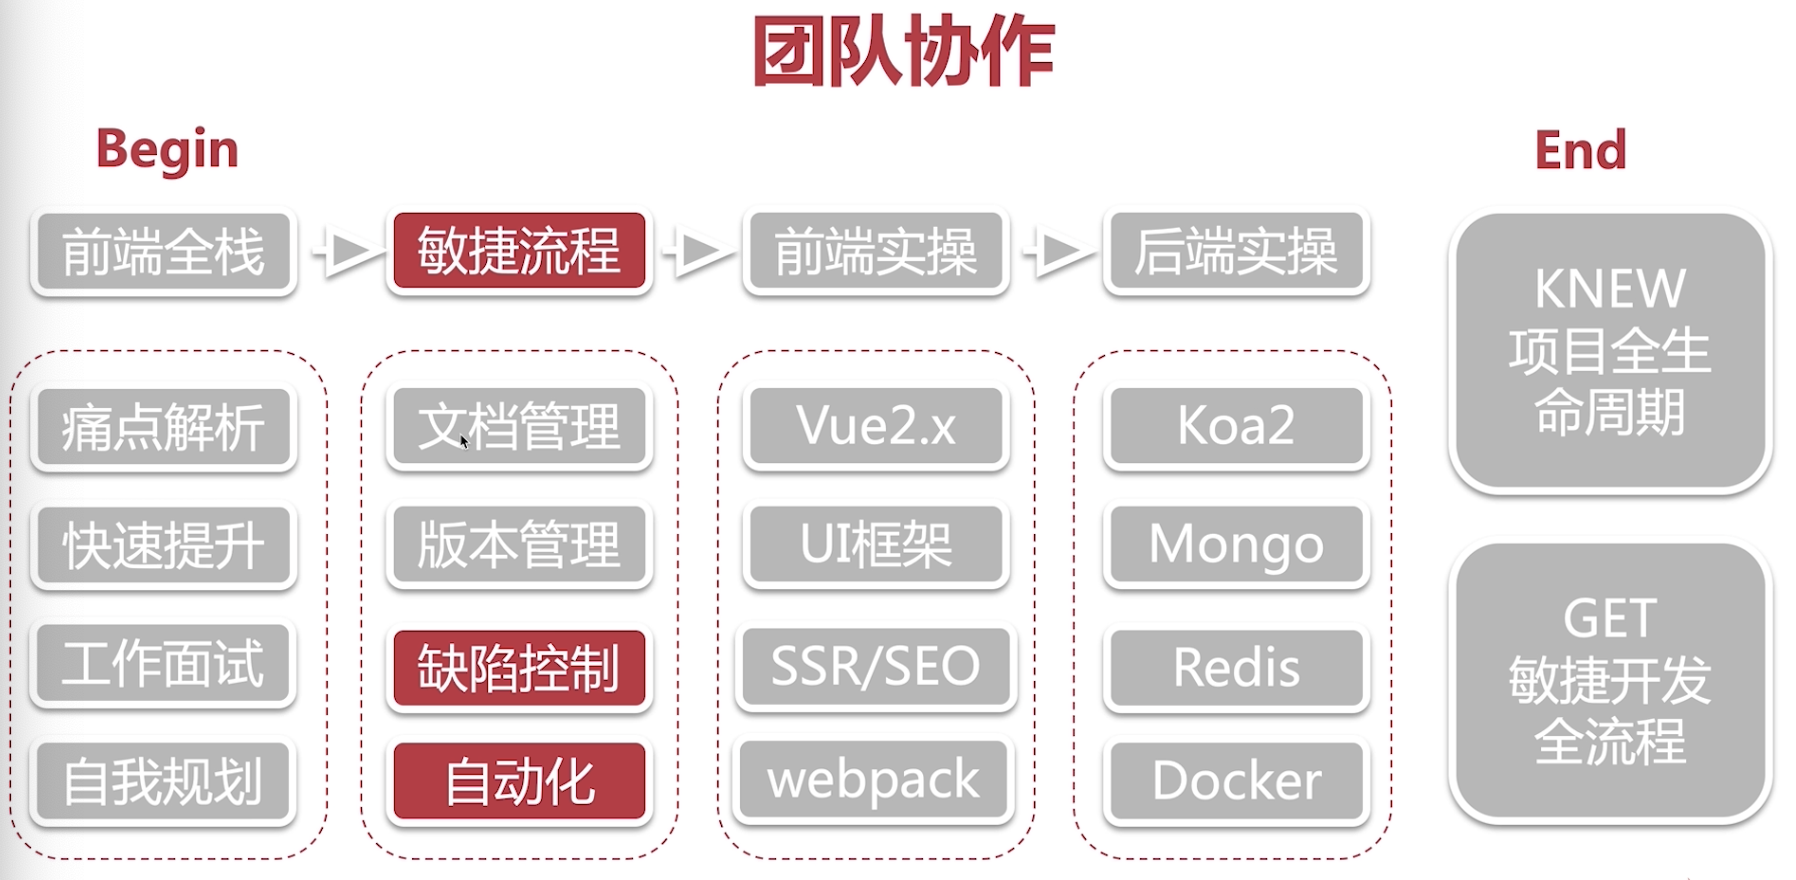 团队协作
Begin
End
前端全栈
敏捷流程
前端实操
后端实操
痛点解析
快速提升
工作面试
自我规划
文档管理
版本管理
缺陷控制
自动化
Vue2.x
UI框架
SSR/SEO
webpack
Koa2
Mongo
Redis
Docker
KNEW
项目全生
命周期
GET
敏捷开发
全流程